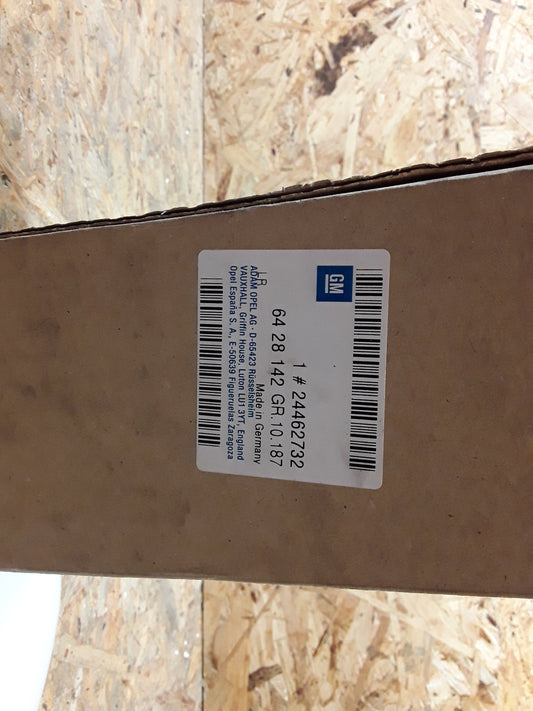 GM
1 # 24462732
64 28 142 GR.10.187
LR
Made in Germany
ADAM OPEL AG · D-65423 Rüsselsheim
VAUXHALL, Griffin House, Luton LU1 3YT, England
Opel España S. A., E-50639 Figueruelas Zaragoza